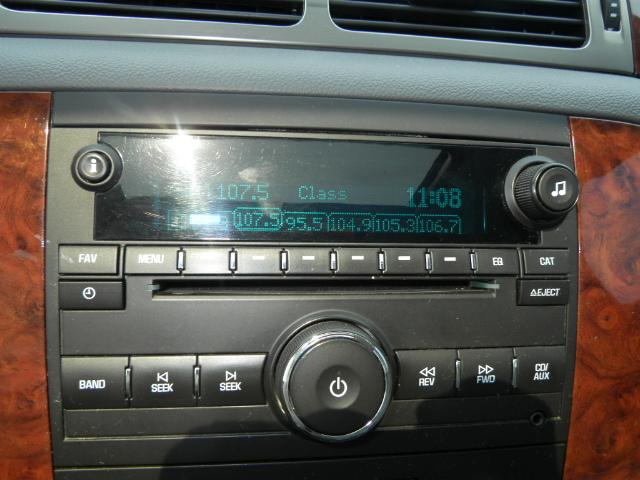 107.5 Class 11:08
107.5 95.5 104.9 105.3 106.7
FAV MENU EQ CAT
EJECT
BAND SEEK SEEK REV FWD CD/
AUX